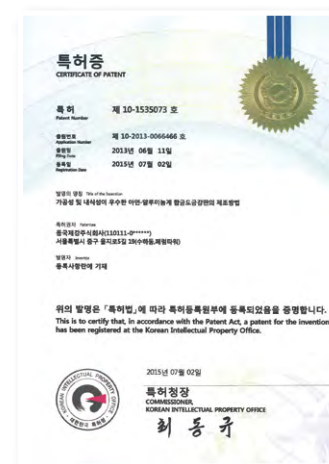 특허증
CERTIFICATE OF PATENT
특 허 제 10-1535073 호
Patent Number
출원번호 제 10-2013-0066466 호
Application Number
출원일 2013년 06월 11일
Filing Date
등록일 2015년 07월 02일
Registration Date
발명의 명칭 Title of the Invention
가공성 및 내식성이 우수한 아연-알루미늄계 합금도금강판의 제조방법
특허권자 Patentee
동국제강주식회사(110111-0******)
서울특별시 중구 을지로5길 19(수하동,페럼타워)
발명자 Inventor
등록사항란에 기재
위의 발명은 「특허법」에 따라 특허등록원부에 등록되었음을 증명합니다.
This is to certify that, in accordance with the Patent Act, a patent for the invention
has been registered at the Korean Intellectual Property Office.
2015년 07월 02일
특허청장
COMMISSIONER,
KOREAN INTELLECTUAL PROPERTY OFFICE
최동규
KOREAN INTELLECTUAL PROPERTY OFFICE
대한민국 특허청